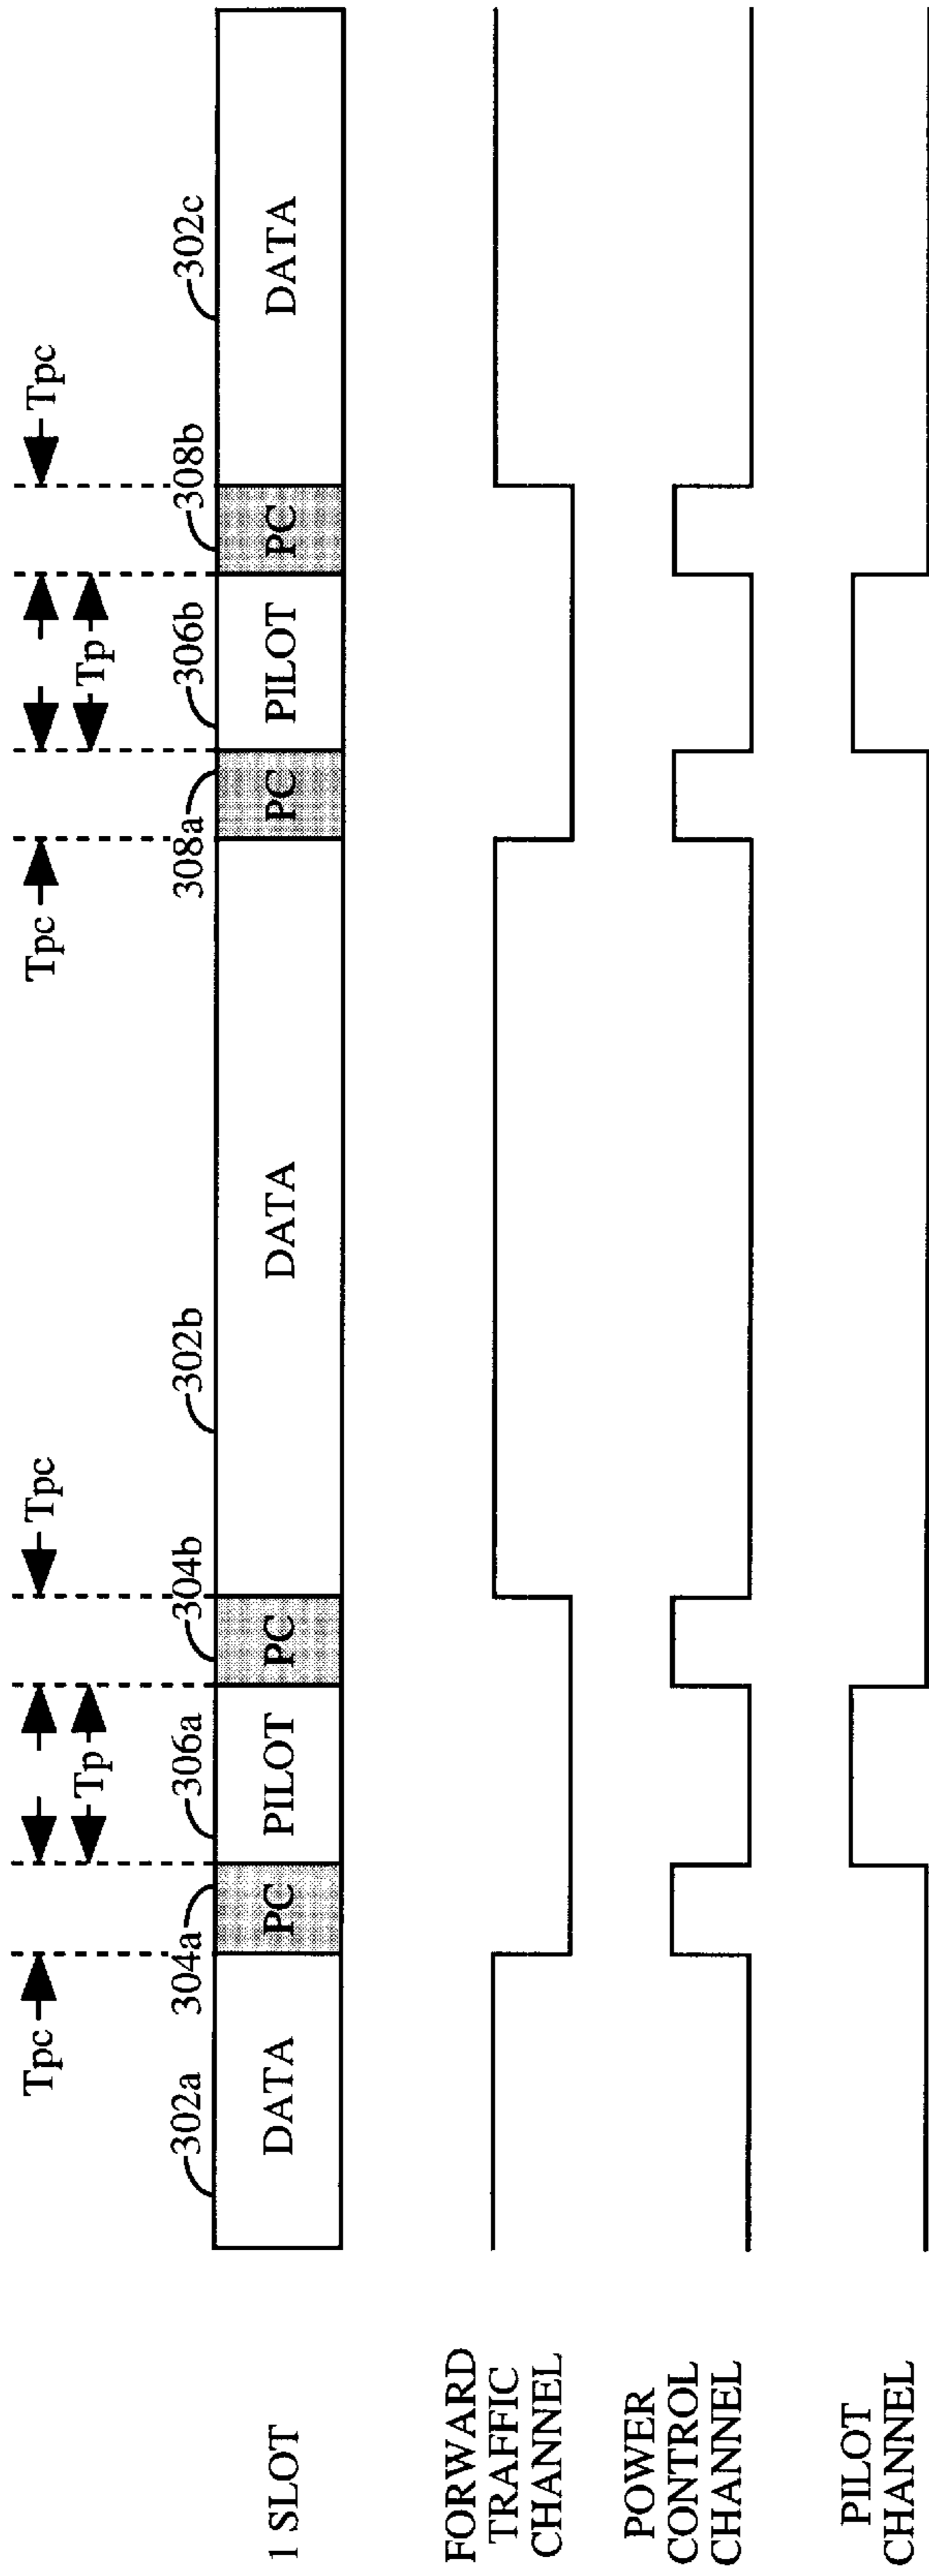 Tpc
Tpc
Tpc
Tpc
Tp
Tp
302a
304a
306a
304b
302b
308a
306b
308b
302c
1 SLOT
DATA
PC
PILOT
PC
DATA
PC
PILOT
PC
DATA
FORWARD
TRAFFIC
CHANNEL
POWER
CONTROL
CHANNEL
PILOT
CHANNEL